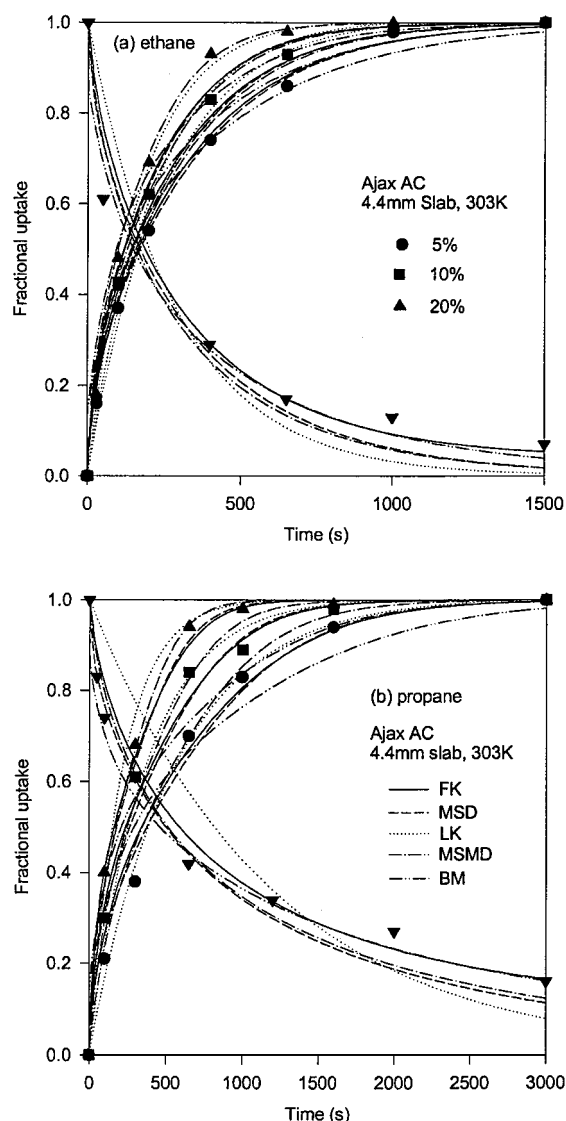 (a) ethane
1.0
0.8
0.6
0.4
0.2
0.0
Fractional uptake
Ajax AC
4.4mm Slab, 303K
5%
10%
20%
0
500
1000
1500
Time (s)
1.0
0.8
0.6
0.4
0.2
0.0
Fractional uptake
(b) propane
Ajax AC
4.4mm slab, 303K
FK
MSD
LK
MSMD
BM
0
500
1000
1500
2000
2500
3000
Time (s)